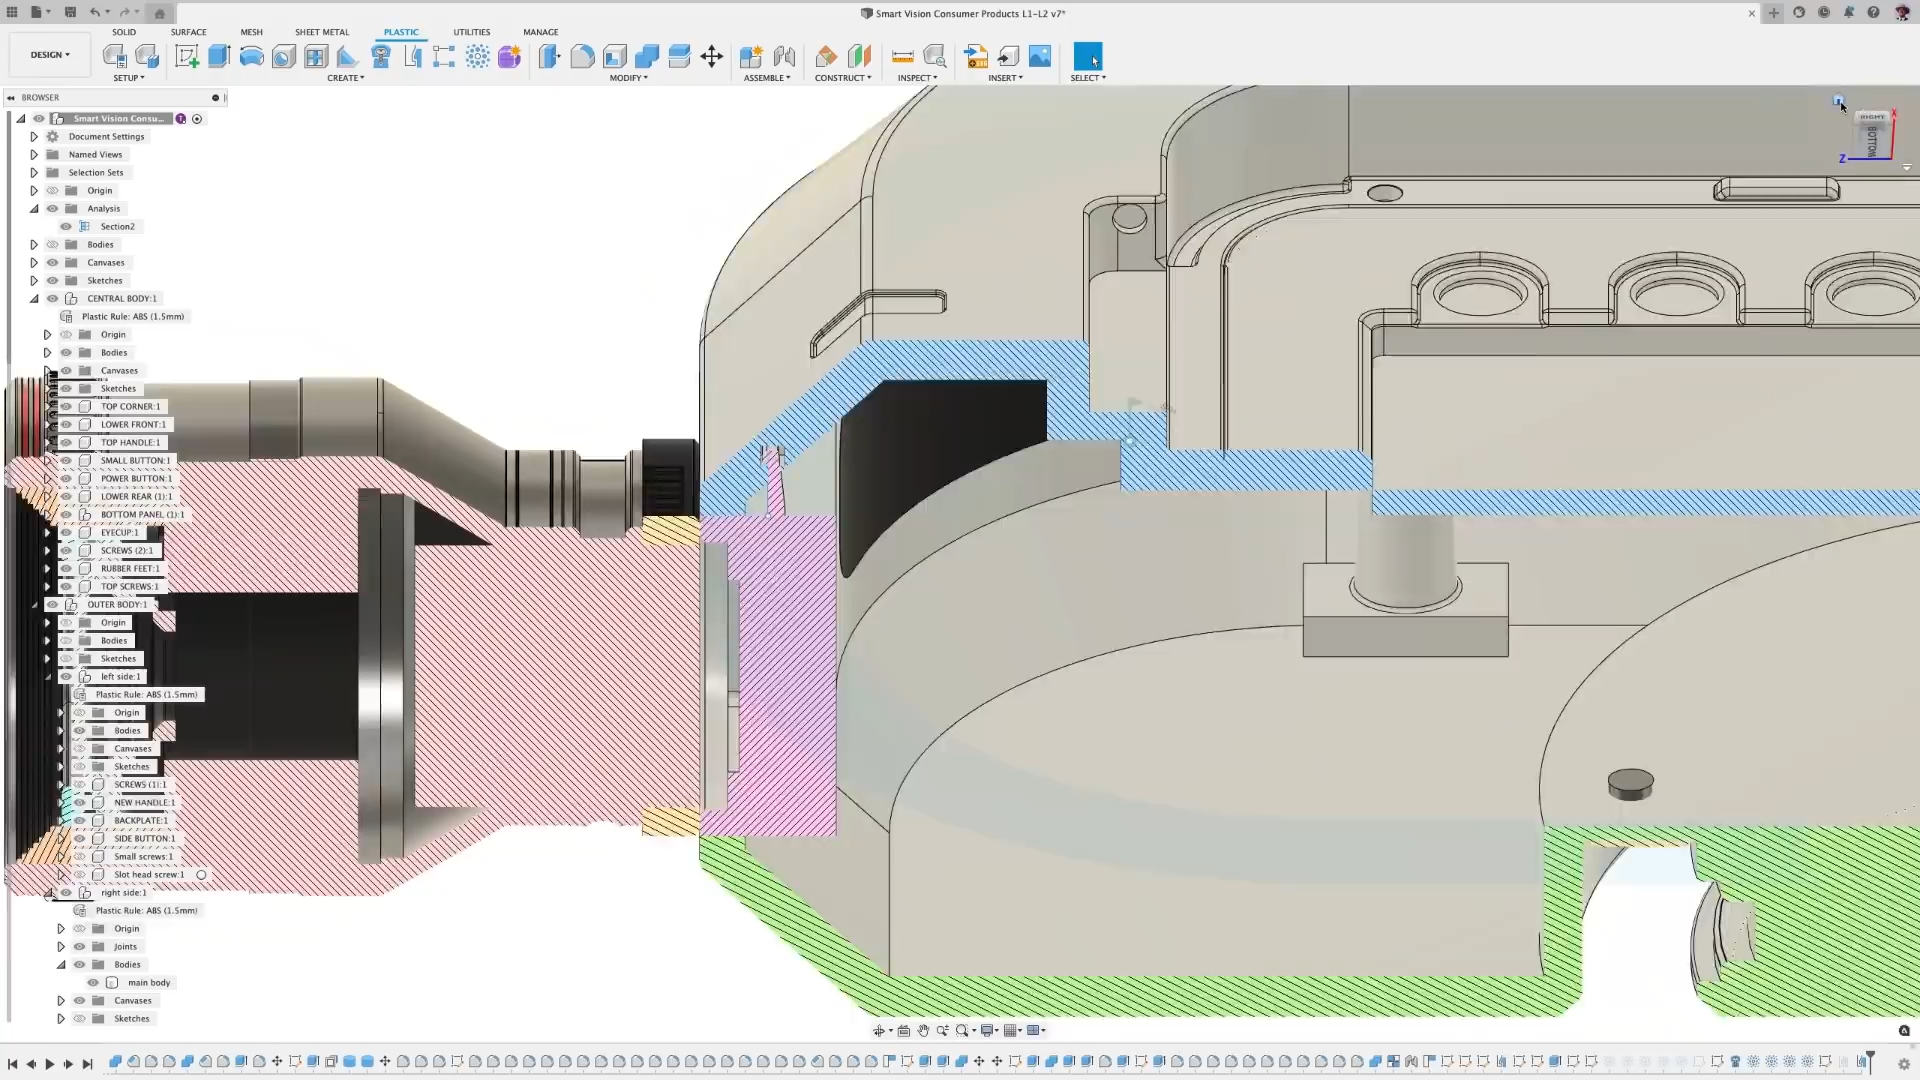 Smart Vision Consumer Products L1-L2 v7*
DESIGN
SOLID
SURFACE
MESH
SHEET METAL
PLASTIC
UTILITIES
MANAGE
SETUP
CREATE
MODIFY
ASSEMBLE
CONSTRUCT
INSPECT
INSERT
SELECT
BROWSER
RIGHT
BOTTOM
X
Z
Smart Vision Consu...
Document Settings
Named Views
Selection Sets
Origin
Analysis
Section2
Bodies
Canvases
Sketches
CENTRAL BODY:1
Plastic Rule: ABS (1.5mm)
Origin
Bodies
Canvases
Sketches
TOP CORNER:1
LOWER FRONT:1
TOP HANDLE:1
SMALL BUTTON:1
POWER BUTTON:1
LOWER REAR (1):1
BOTTOM PANEL (1):1
EYECUP:1
SCREWS (2):1
RUBBER FEET:1
TOP SCREWS:1
OUTER BODY:1
Origin
Bodies
Sketches
left side:1
Plastic Rule: ABS (1.5mm)
Origin
Bodies
Canvases
Sketches
SCREWS (1):1
NEW HANDLE:1
BACKPLATE:1
SIDE BUTTON:1
Small screws:1
Slot head screw:1
right side:1
Plastic Rule: ABS (1.5mm)
Origin
Joints
Bodies
main body
Canvases
Sketches